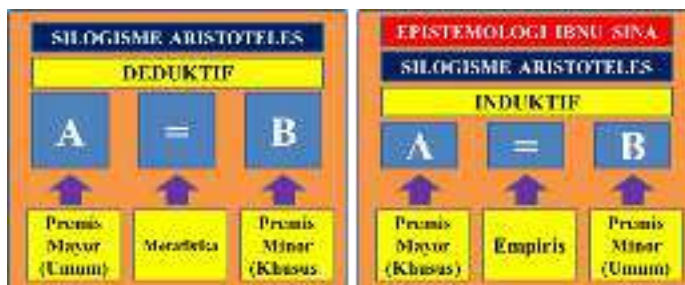 SILOGISME ARISTOTELES
DEDUKTIF
A = B
Premis
Mayor
(Umum)
Metafisika
Premis
Minor
(Khusus
EPISTEMOLOGI IBNU SINA
SILOGISME ARISTOTELES
INDUKTIF
A = B
Premis
Mayor
(Khusus)
Empiris
Premis
Minor
(Umum)